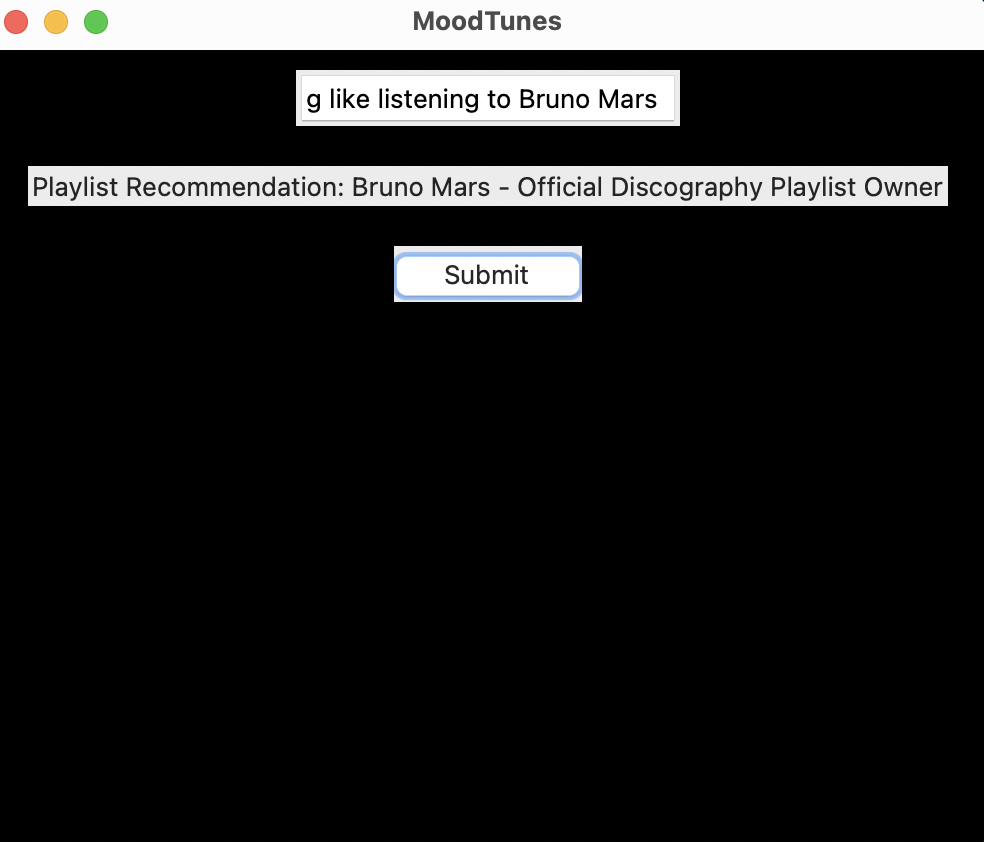 MoodTunes
g like listening to Bruno Mars
Playlist Recommendation: Bruno Mars - Official Discography Playlist Owner
Submit